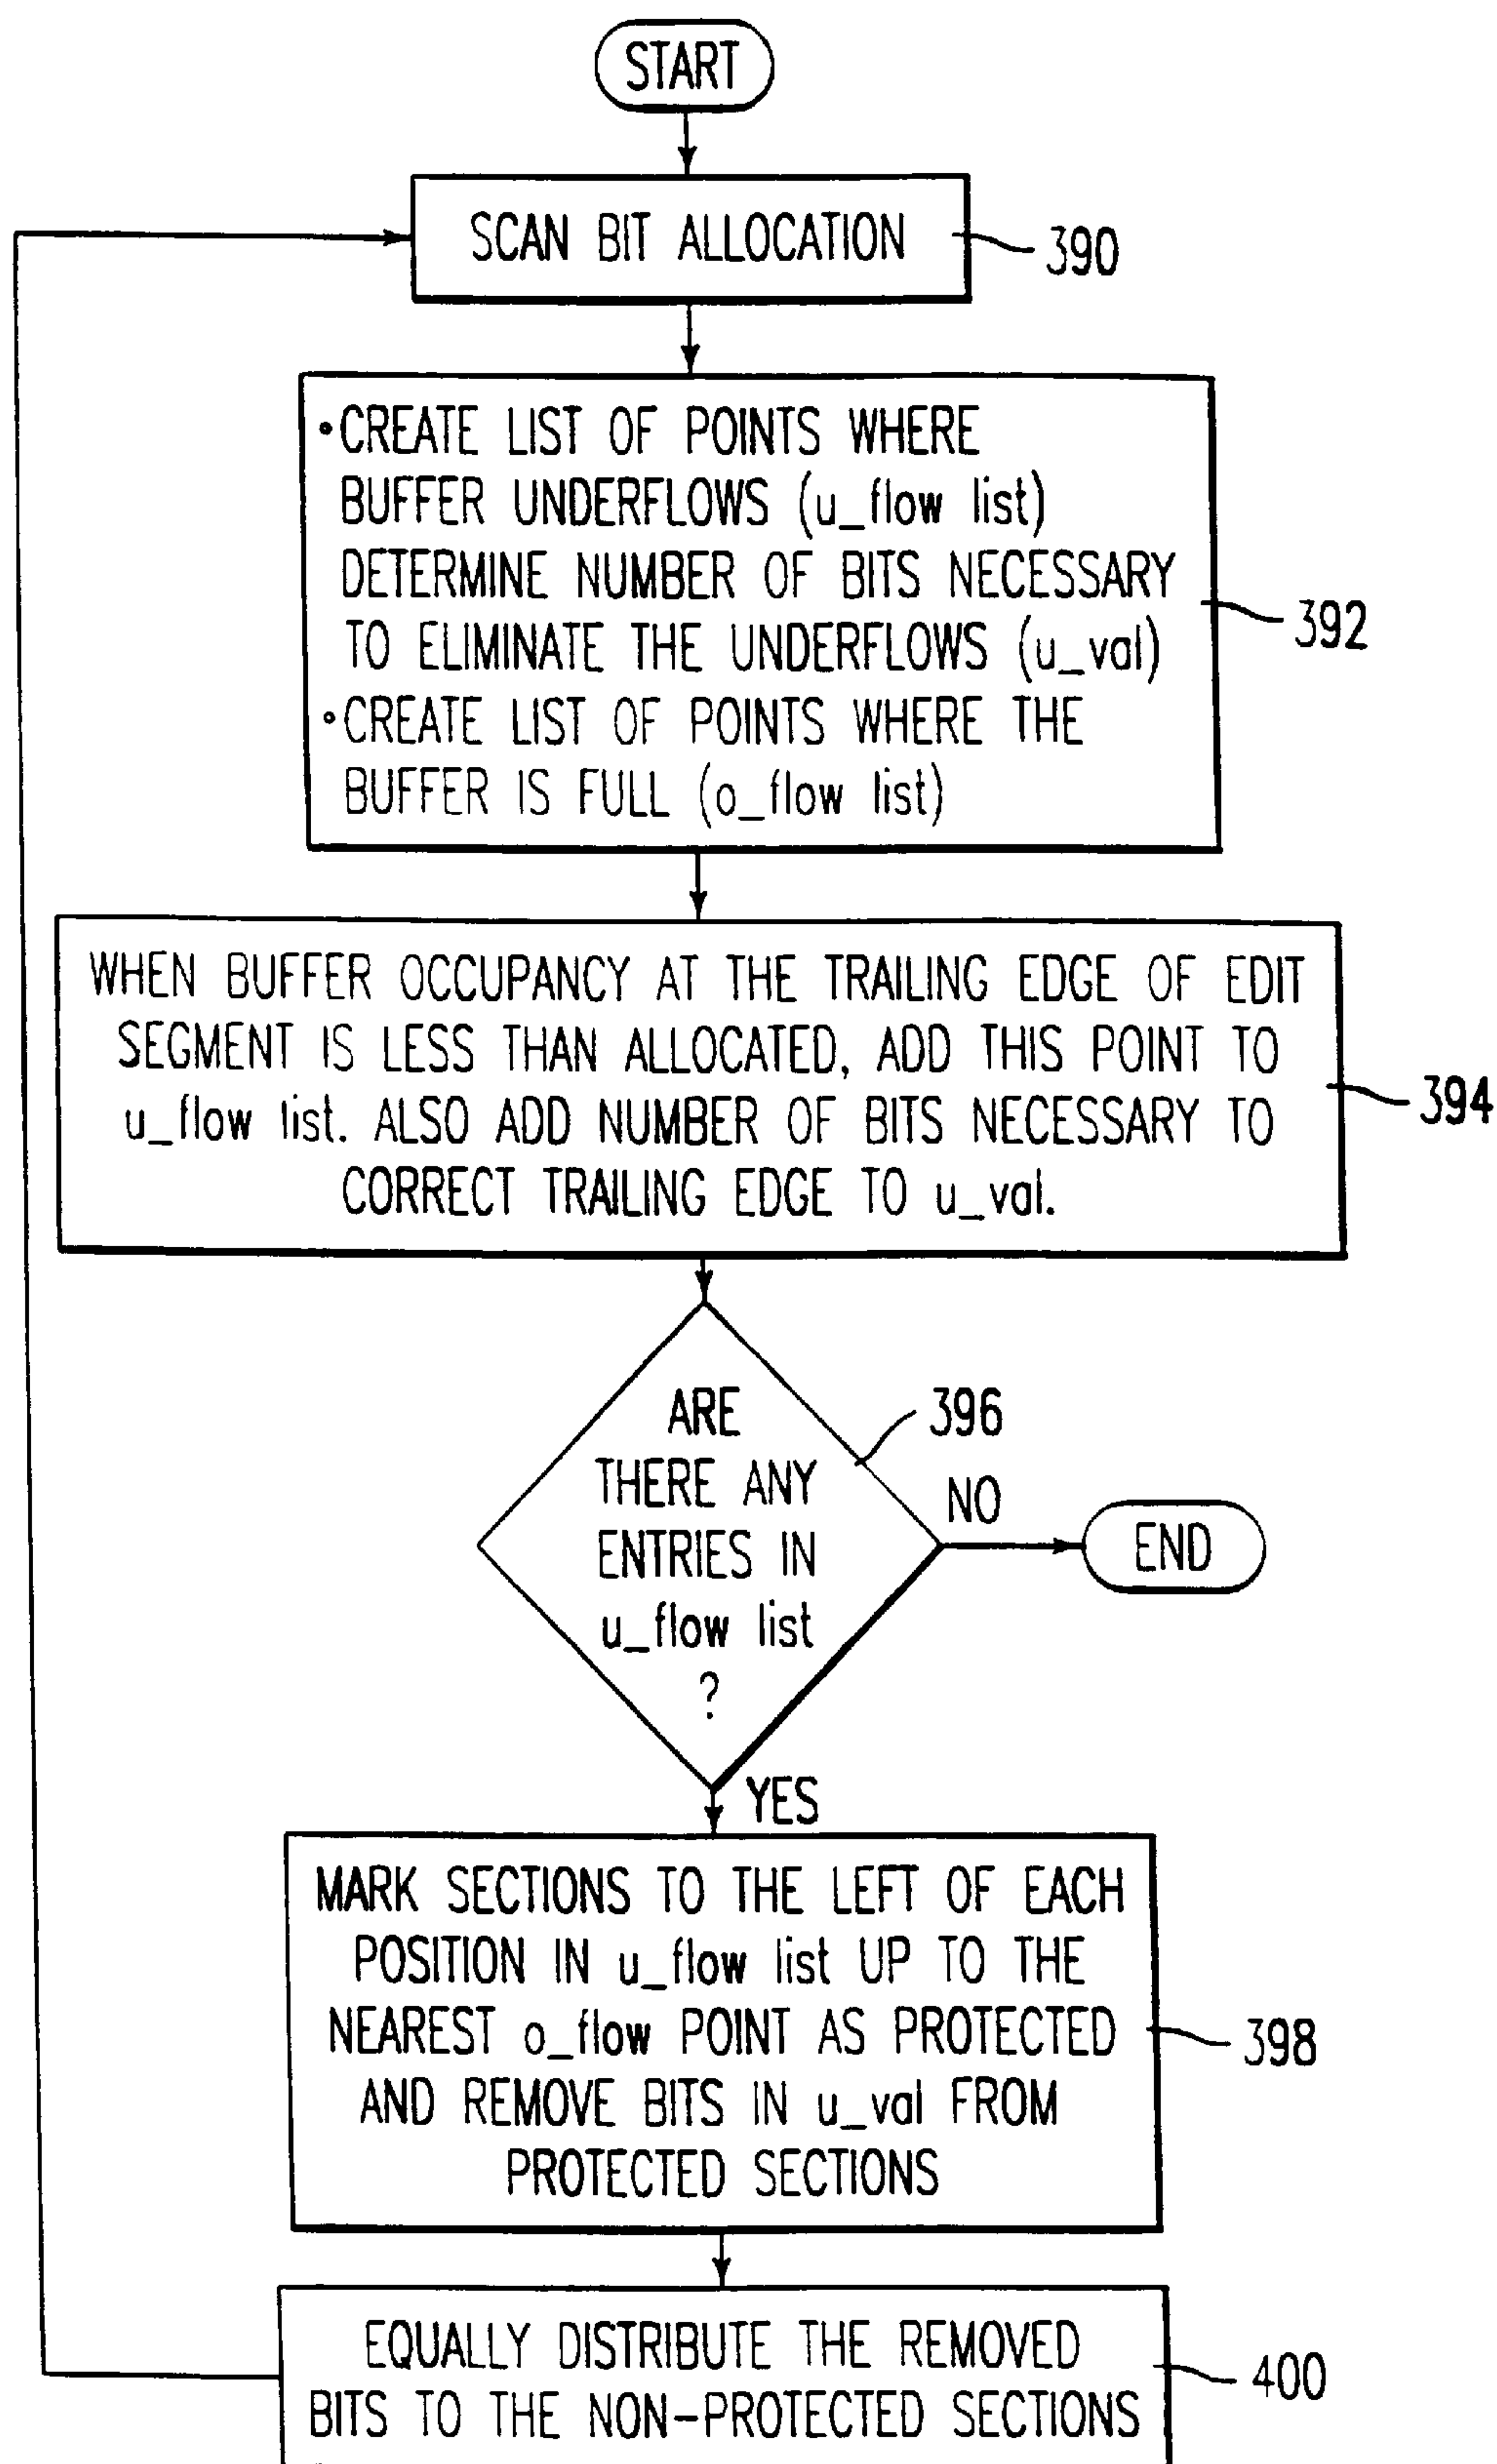 START
SCAN BIT ALLOCATION
390
•CREATE LIST OF POINTS WHERE
BUFFER UNDERFLOWS (u_flow list)
DETERMINE NUMBER OF BITS NECESSARY
TO ELIMINATE THE UNDERFLOWS (u_val)
•CREATE LIST OF POINTS WHERE THE
BUFFER IS FULL (o_flow list)
392
WHEN BUFFER OCCUPANCY AT THE TRAILING EDGE OF EDIT
SEGMENT IS LESS THAN ALLOCATED, ADD THIS POINT TO
u_flow list. ALSO ADD NUMBER OF BITS NECESSARY TO
CORRECT TRAILING EDGE TO u_val.
394
ARE
THERE ANY
ENTRIES IN
u_flow list
?
396
NO
END
YES
MARK SECTIONS TO THE LEFT OF EACH
POSITION IN u_flow list UP TO THE
NEAREST o_flow POINT AS PROTECTED
AND REMOVE BITS IN u_val FROM
PROTECTED SECTIONS
398
EQUALLY DISTRIBUTE THE REMOVED
BITS TO THE NON-PROTECTED SECTIONS
400